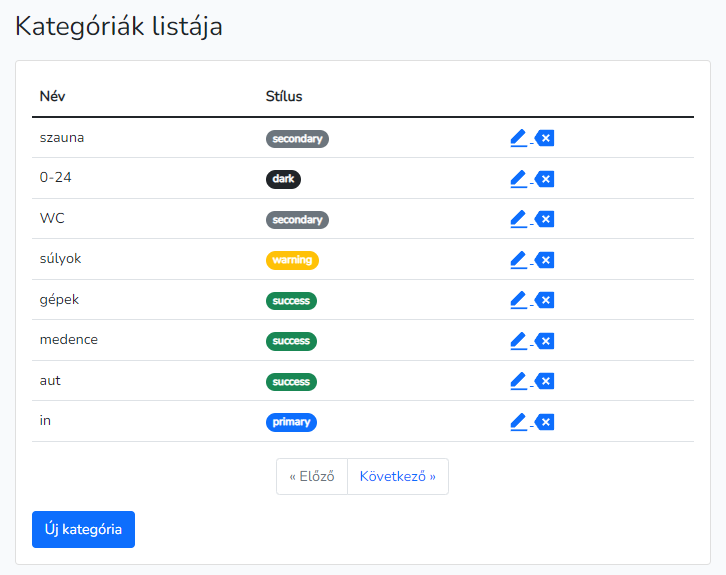 Kategóriák listája
Név Stílus
szauna secondary
0-24 dark
WC secondary
súlyok warning
gépek success
medence success
aut success
in primary
« Előző Következő »
Új kategória